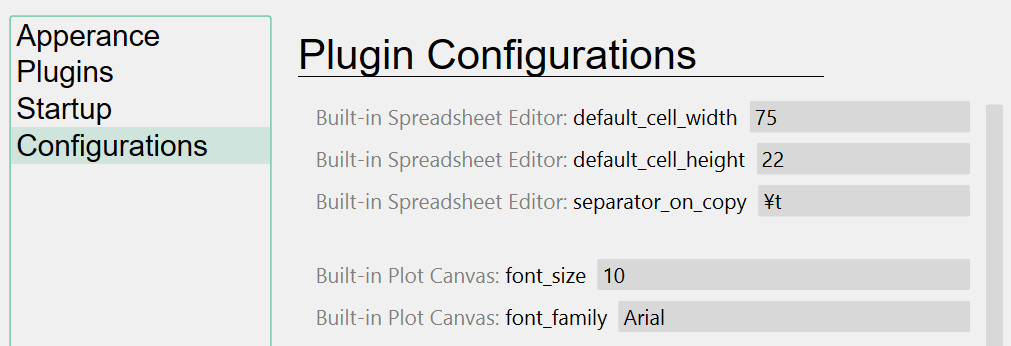 Apperance
Plugins
Startup
Configurations
Plugin Configurations
Built-in Spreadsheet Editor: default_cell_width 75
Built-in Spreadsheet Editor: default_cell_height 22
Built-in Spreadsheet Editor: separator_on_copy ¥t
Built-in Plot Canvas: font_size 10
Built-in Plot Canvas: font_family Arial